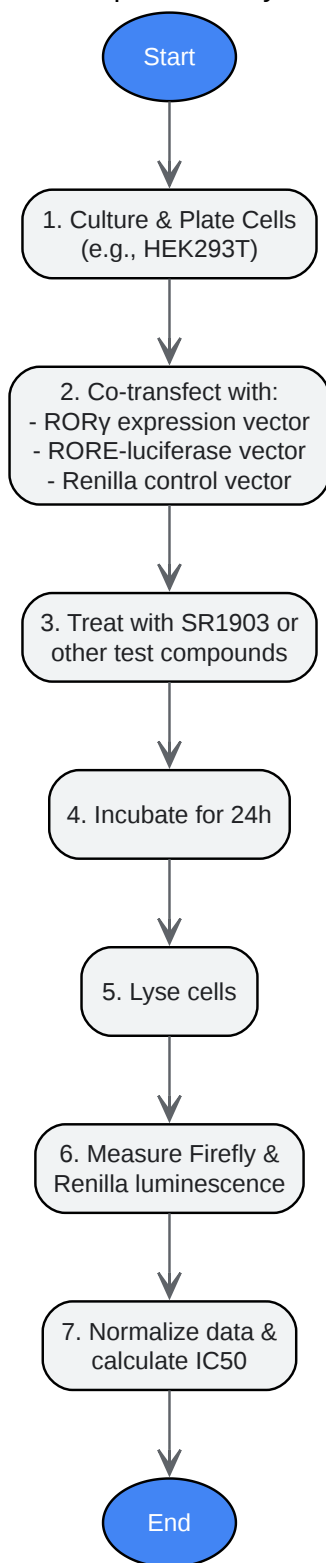 Start
1. Culture & Plate Cells
(e.g., HEK293T)
2. Co-transfect with:
- RORγ expression vector
- RORE-luciferase vector
- Renilla control vector
3. Treat with SR1903 or
other test compounds
4. Incubate for 24h
5. Lyse cells
6. Measure Firefly &
Renilla luminescence
7. Normalize data &
calculate IC50
End